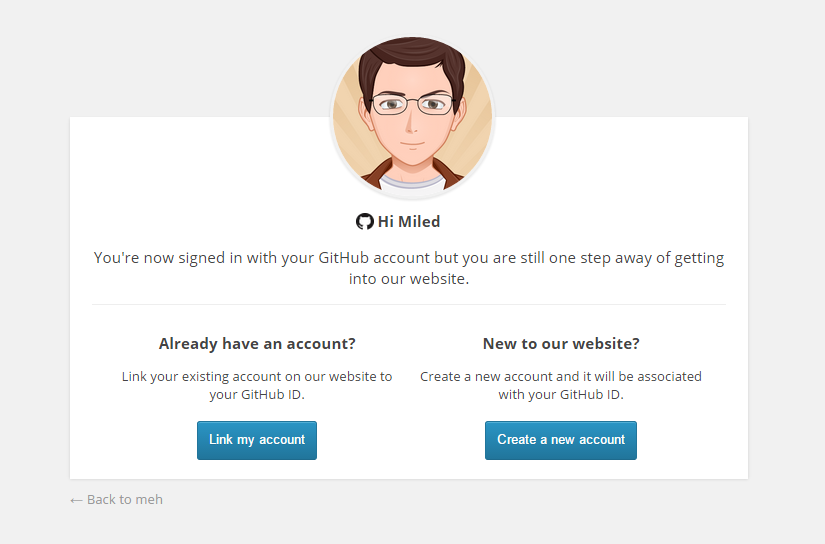 Hi Miled
You're now signed in with your GitHub account but you are still one step away of getting
into our website.
Already have an account?
Link your existing account on our website to
your GitHub ID.
Link my account
New to our website?
Create a new account and it will be associated
with your GitHub ID.
Create a new account
← Back to meh